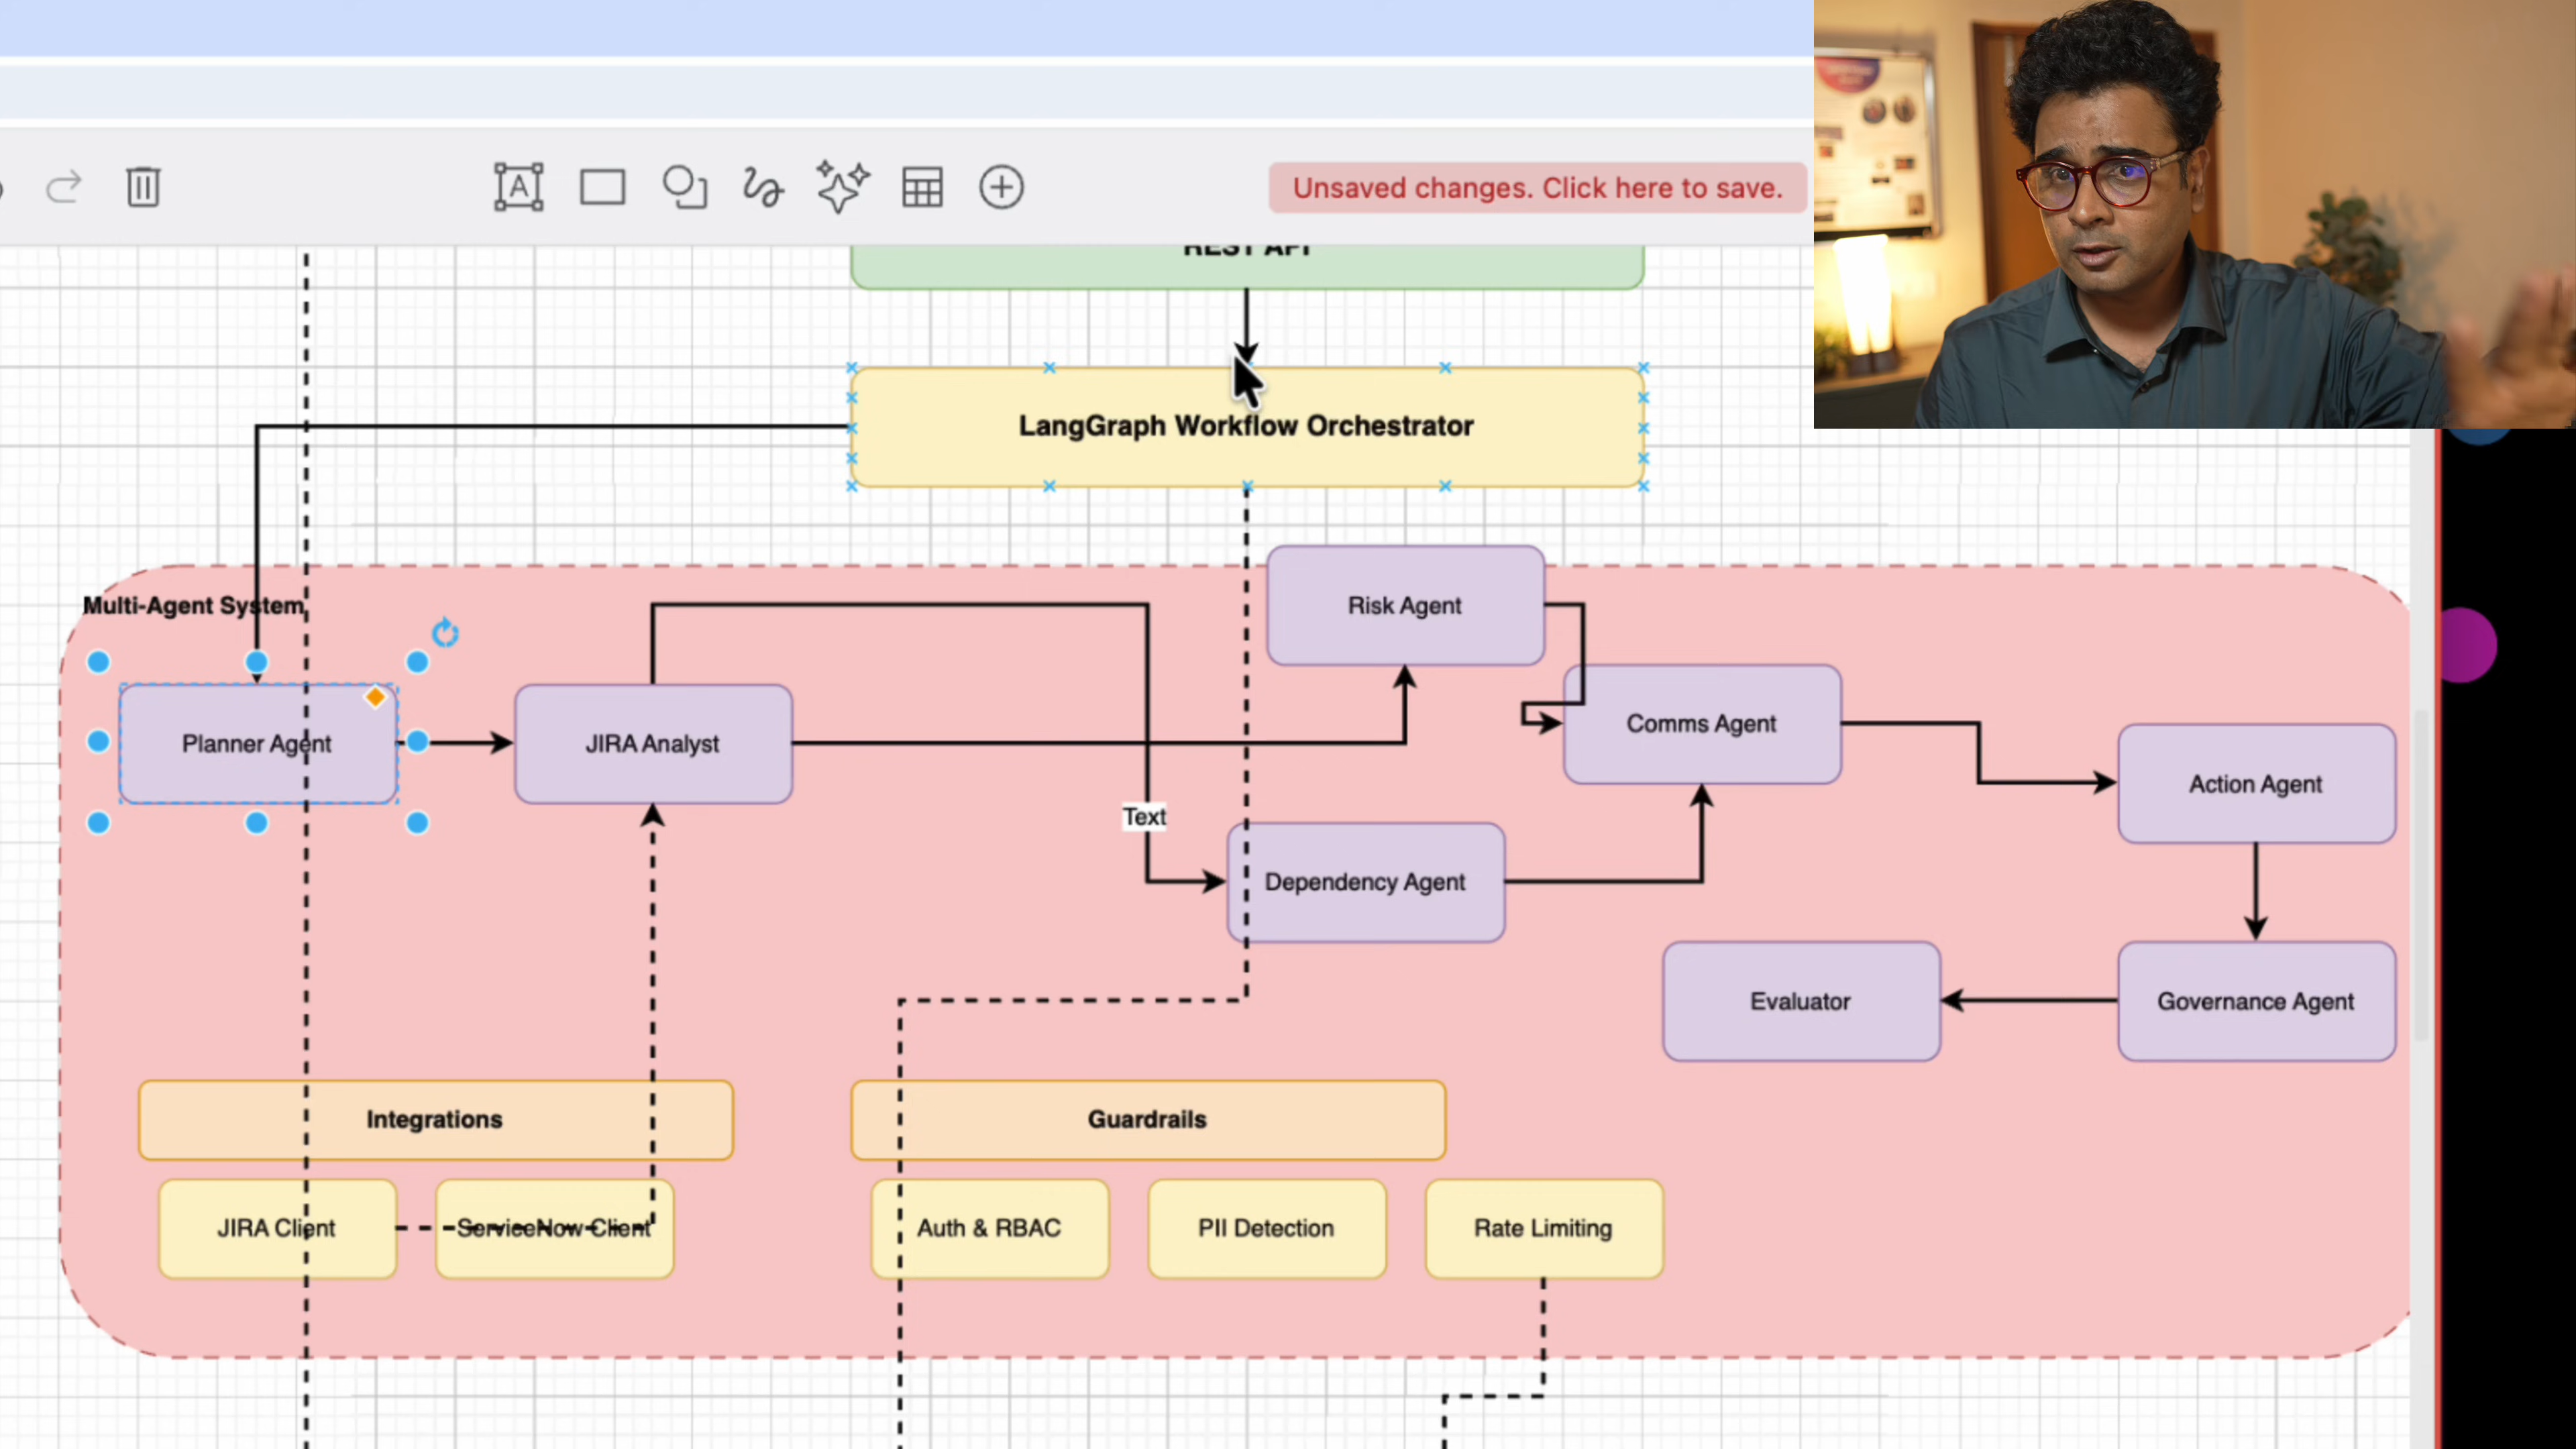 Unsaved changes. Click here to save.
REST API
LangGraph Workflow Orchestrator
Multi-Agent System
Risk Agent
Planner Agent
JIRA Analyst
Comms Agent
Action Agent
Text
Dependency Agent
Evaluator
Governance Agent
Integrations
Guardrails
JIRA Client
ServiceNow Client
Auth & RBAC
PII Detection
Rate Limiting